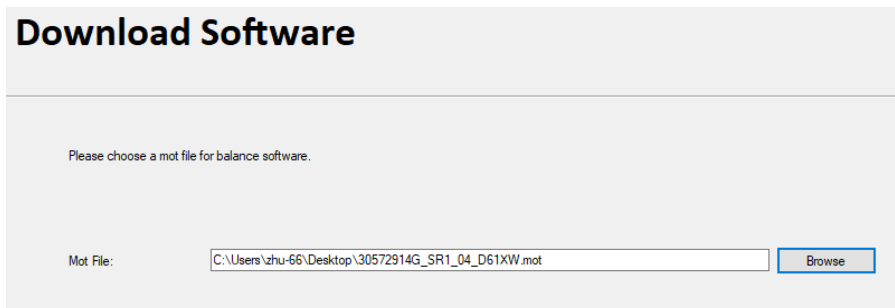 Download Software
Please choose a mot file for balance software.
Mot File: C:\Users\zhu-66\Desktop\30572914G_SR1_04_D61XW.mot Browse